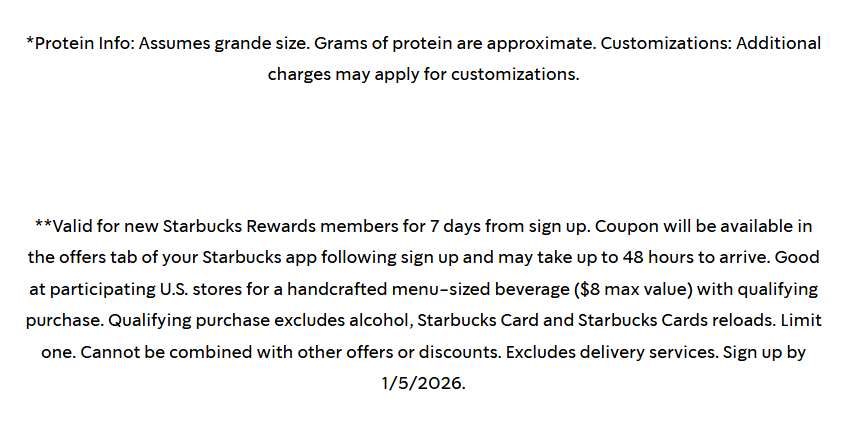 *Protein Info: Assumes grande size. Grams of protein are approximate. Customizations: Additional
charges may apply for customizations.
**Valid for new Starbucks Rewards members for 7 days from sign up. Coupon will be available in
the offers tab of your Starbucks app following sign up and may take up to 48 hours to arrive. Good
at participating U.S. stores for a handcrafted menu-sized beverage ($8 max value) with qualifying
purchase. Qualifying purchase excludes alcohol, Starbucks Card and Starbucks Cards reloads. Limit
one. Cannot be combined with other offers or discounts. Excludes delivery services. Sign up by
1/5/2026.